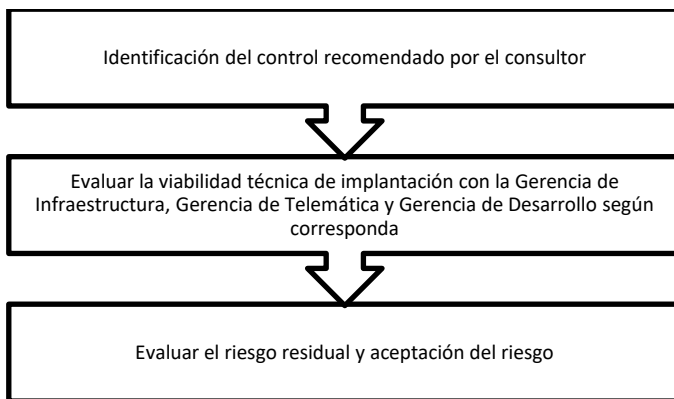 Identificación del control recomendado por el consultor
Evaluar la viabilidad técnica de implantación con la Gerencia de
Infraestructura, Gerencia de Telemática y Gerencia de Desarrollo según
corresponda
Evaluar el riesgo residual y aceptación del riesgo